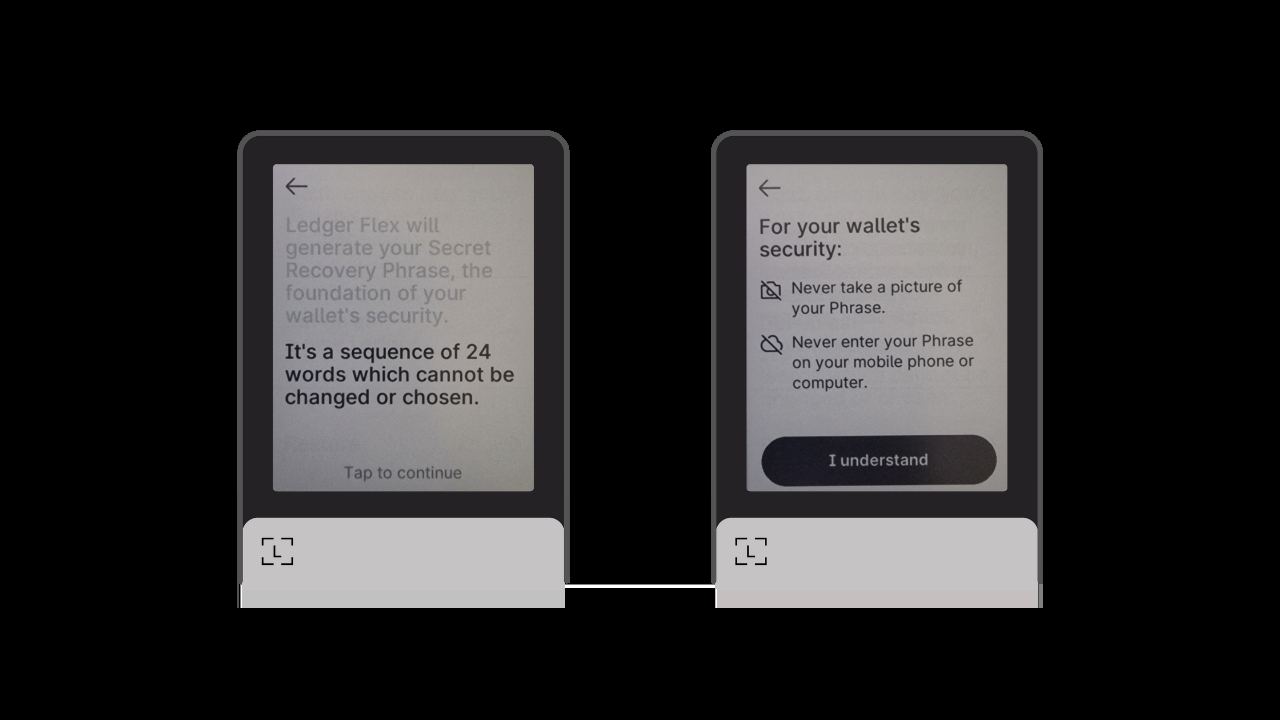 Ledger Flex will
generate your Secret
Recovery Phrase, the
foundation of your
wallet's security.
It's a sequence of 24
words which cannot be
changed or chosen.
Tap to continue
L
For your wallet's
security:
Never take a picture of
your Phrase.
Never enter your Phrase
on your mobile phone or
computer.
I understand
L